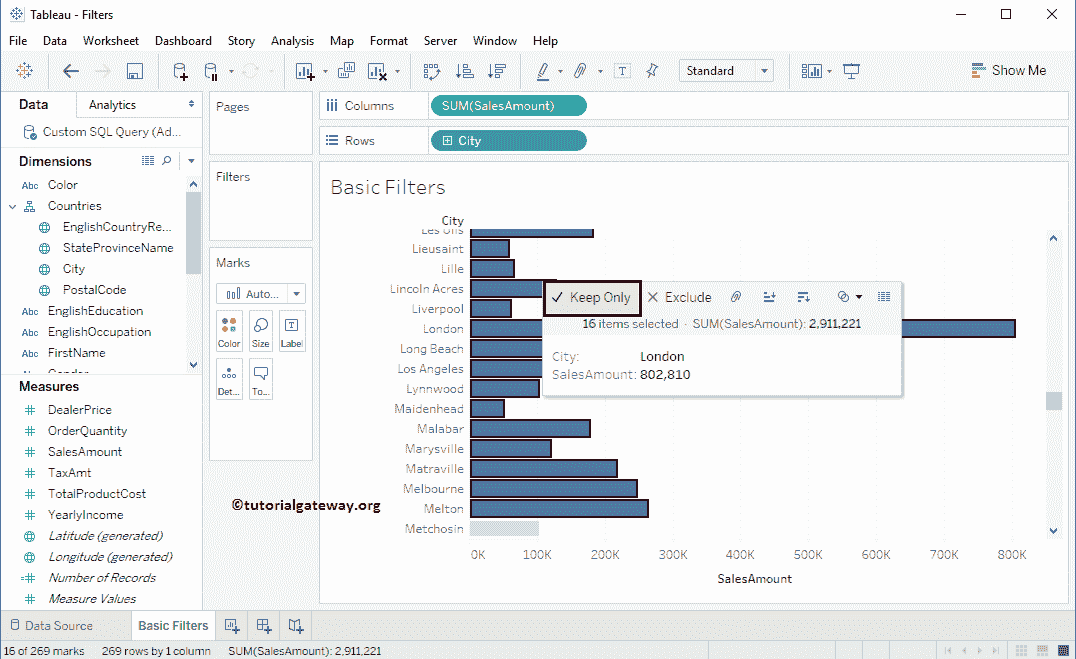 Tableau - Filters
File Data Worksheet Dashboard Story Analysis Map Format Server Window Help
Standard
Show Me
Data
Analytics
Pages
Columns
SUM(SalesAmount)
Custom SQL Query (Ad...
Rows
City
Dimensions
Filters
Basic Filters
Abc Color
Countries
EnglishCountryRe...
StateProvinceName
City
PostalCode
Abc EnglishEducation
Abc EnglishOccupation
Abc FirstName
Marks
Auto...
Color
Size
Label
Det...
To...
City
Lieusaint
Lille
Lincoln Acres
Liverpool
London
Long Beach
Los Angeles
Lynnwood
Maidenhead
Malabar
Marysville
Matraville
Melbourne
Melton
Metchosin
Keep Only
Exclude
16 items selected · SUM(SalesAmount): 2,911,221
City: London
SalesAmount: 802,810
0K 100K 200K 300K 400K 500K 600K 700K 800K
SalesAmount
Measures
DealerPrice
OrderQuantity
SalesAmount
TaxAmt
TotalProductCost
YearlyIncome
Latitude (generated)
Longitude (generated)
Number of Records
Measure Values
©tutorialgateway.org
Data Source
Basic Filters
16 of 269 marks 269 rows by 1 column SUM(SalesAmount): 2,911,221